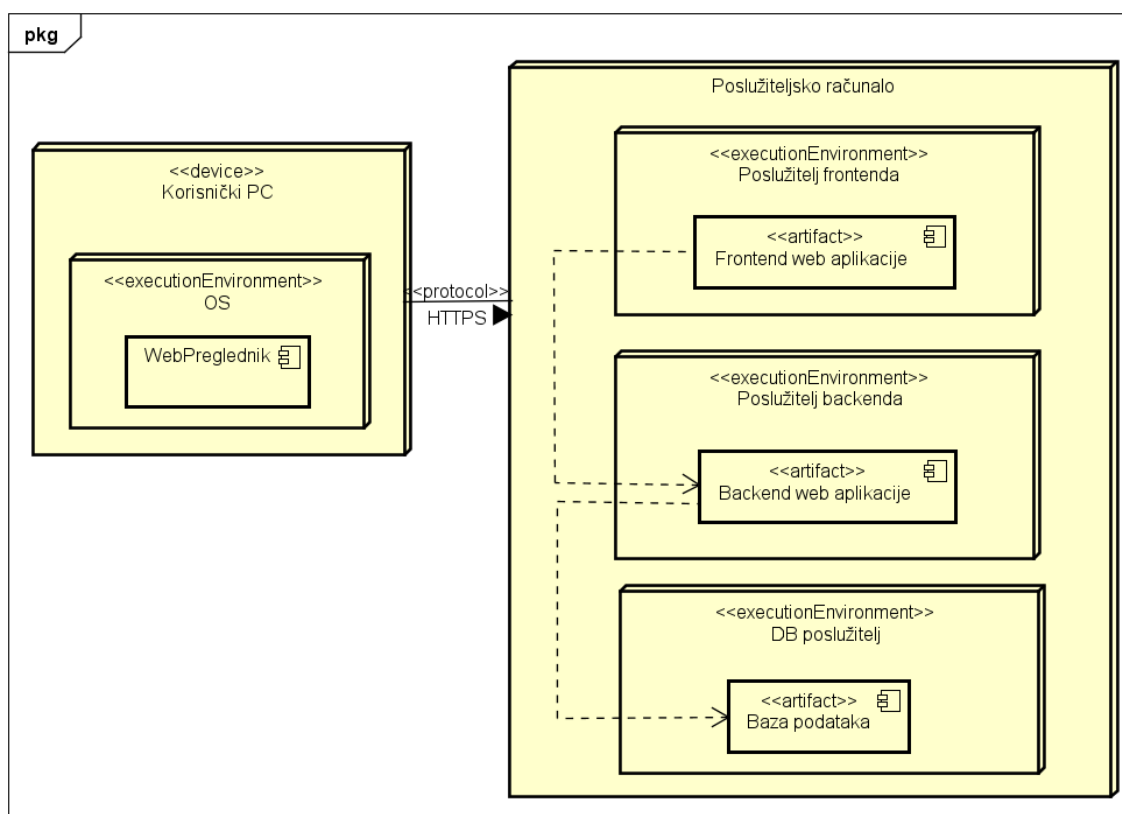 pkg
<<device>>
Korisnički PC
<<executionEnvironment>>
OS
WebPreglednik
<<protocol>>
HTTPS
Poslužiteljsko računalo
<<executionEnvironment>>
Poslužitelj frontenda
<<artifact>>
Frontend web aplikacije
<<executionEnvironment>>
Poslužitelj backenda
<<artifact>>
Backend web aplikacije
<<executionEnvironment>>
DB poslužitelj
<<artifact>>
Baza podataka